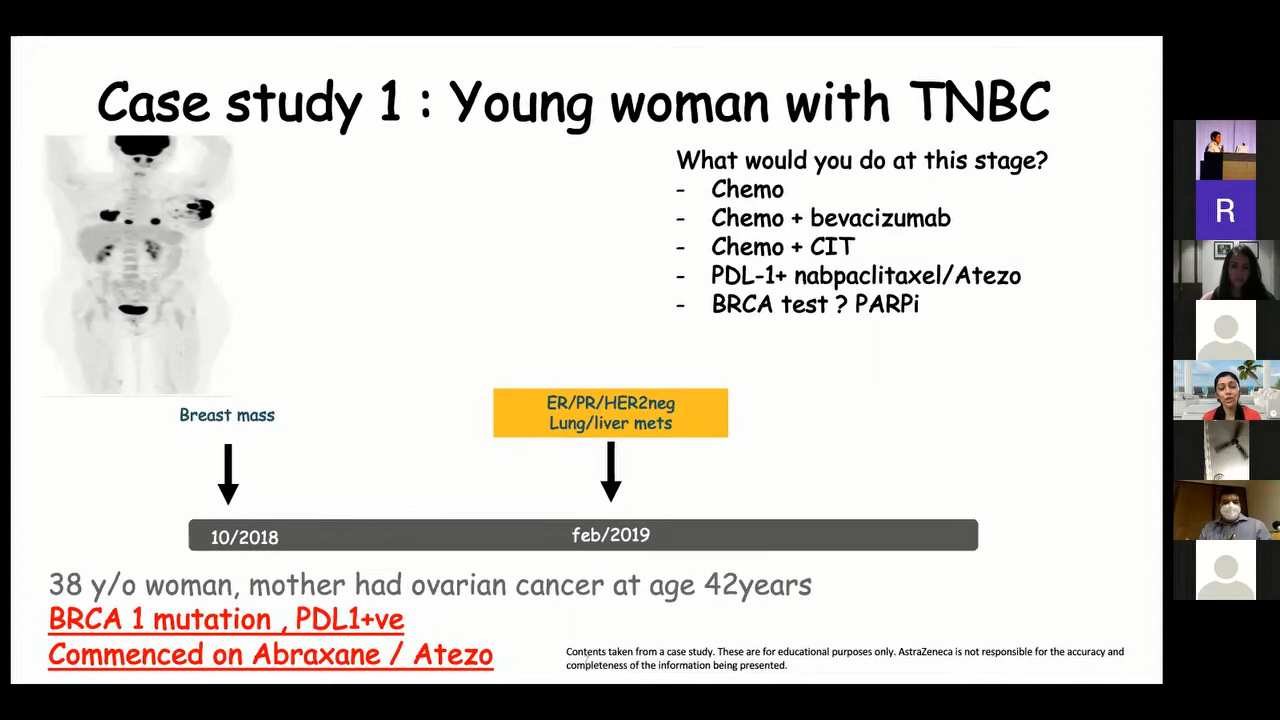 Case study 1 : Young woman with TNBC
What would you do at this stage?
- Chemo
- Chemo + bevacizumab
- Chemo + CIT
- PDL-1+ nabpaclitaxel/Atezo
- BRCA test ? PARPi
Breast mass
ER/PR/HER2neg
Lung/liver mets
10/2018
feb/2019
38 y/o woman, mother had ovarian cancer at age 42years
BRCA 1 mutation , PDL1+ve
Commenced on Abraxane / Atezo
Contents taken from a case study. These are for educational purposes only. AstraZeneca is not responsible for the accuracy and
completeness of the information being presented.
R